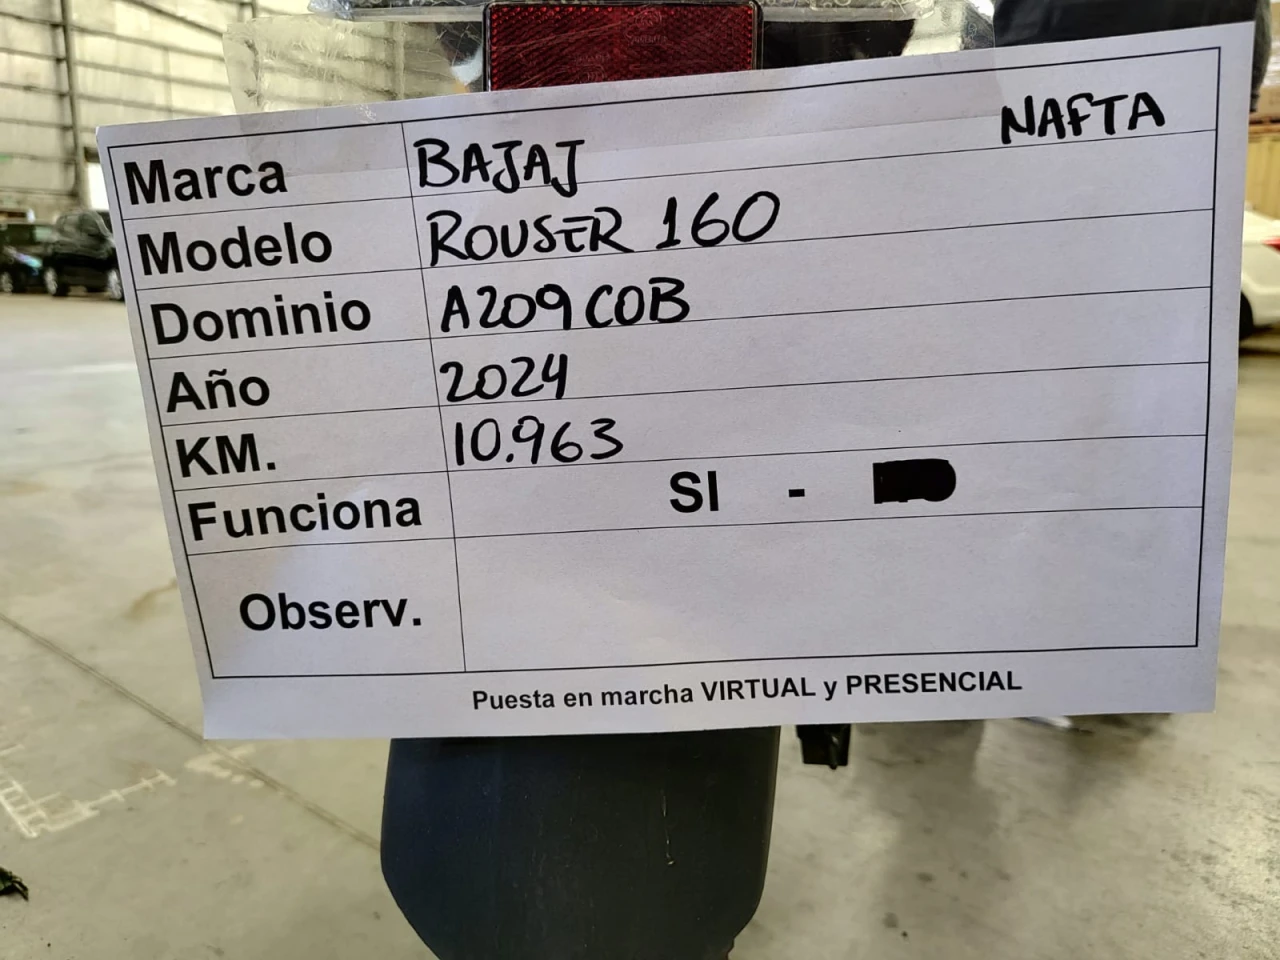 Marca BAJAJ NAFTA
Modelo ROUSER 160
Dominio A209COB
Año 2024
KM. 10.963
Funciona SI -
Observ.
Puesta en marcha VIRTUAL y PRESENCIAL